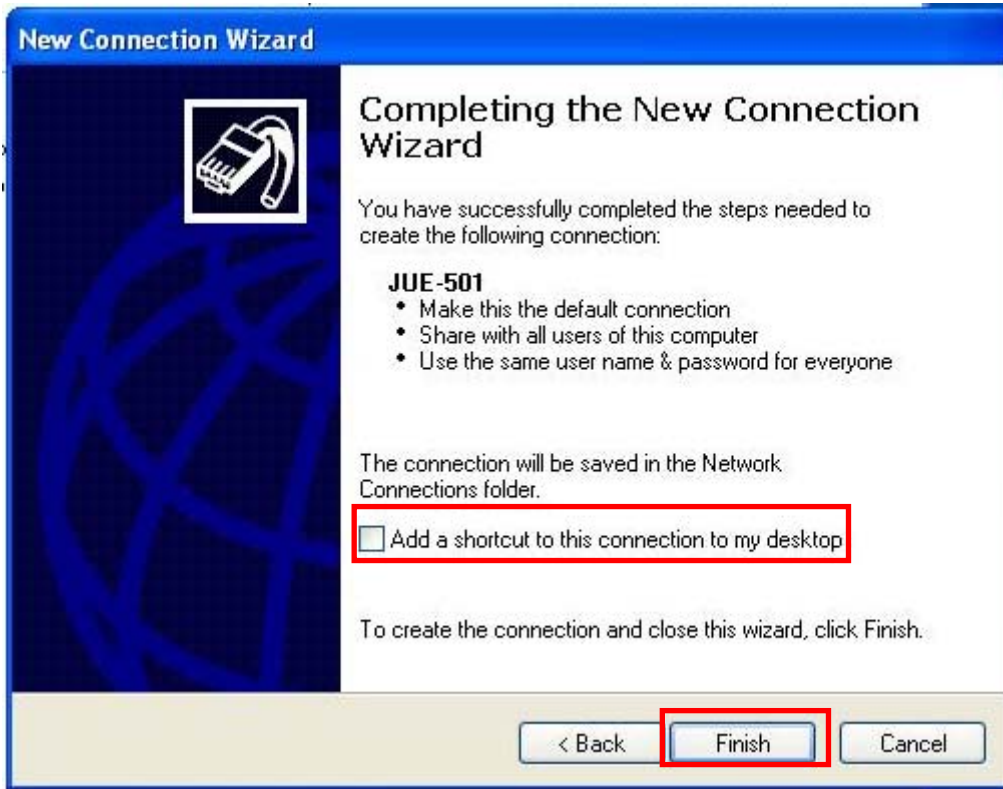 New Connection Wizard
Completing the New Connection
Wizard
You have successfully completed the steps needed to
create the following connection:
JUE-501
• Make this the default connection
• Share with all users of this computer
• Use the same user name & password for everyone
The connection will be saved in the Network
Connections folder.
Add a shortcut to this connection to my desktop
To create the connection and close this wizard, click Finish.
< Back Finish Cancel